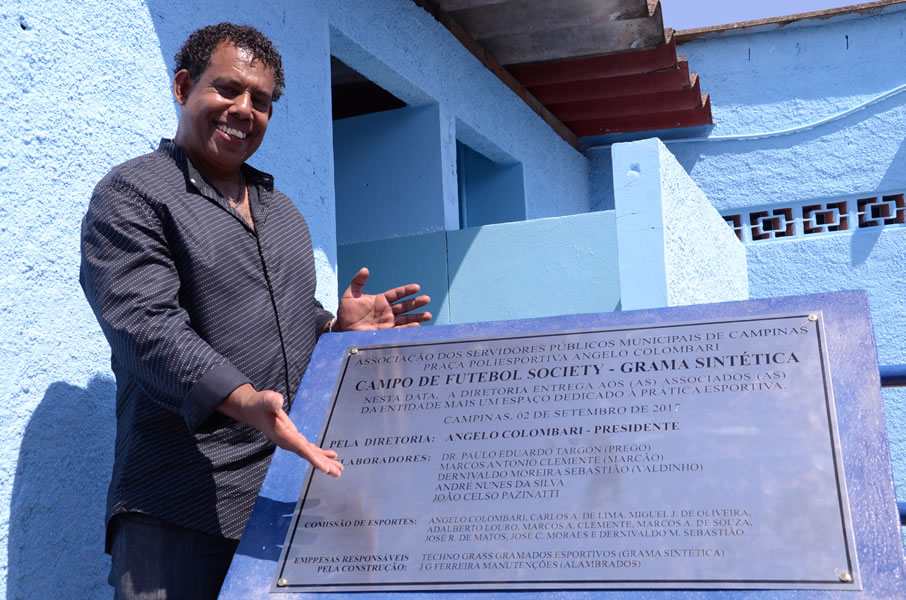 ASSOCIAÇÃO DOS SERVIDORES PÚBLICOS MUNICIPAIS DE CAMPINAS
PRAÇA POLIESPORTIVA ANGELO COLOMBARI
CAMPO DE FUTEBOL SOCIETY - GRAMA SINTÉTICA
NESTA DATA, A DIRETORIA ENTREGA AOS (AS) ASSOCIADOS (AS)
DA ENTIDADE MAIS UM ESPAÇO DEDICADO À PRÁTICA ESPORTIVA
CAMPINAS, 02 DE SETEMBRO DE 2017
PELA DIRETORIA: ANGELO COLOMBARI - PRESIDENTE
LABORADORES: DR. PAULO EDUARDO TARGON (PREGO)
MARCOS ANTONIO CLEMENTE (MARCÃO)
DERNIVALDO MOREIRA SEBASTIÃO (VALDINHO)
ANDRÉ NUNES DA SILVA
JOÃO CELSO PAZINATTI
COMISSÃO DE ESPORTES: ANGELO COLOMBARI, CARLOS A. DE LIMA, MIGUEL J. DE OLIVEIRA,
ADALBERTO LOURO, MARCOS A. CLEMENTE, MARCOS A. DE SOUZA,
JOSÉ R. DE MATOS, JOSÉ C. MORAES E DERNIVALDO M. SEBASTIÃO.
EMPRESAS RESPONSÁVEIS TECHNO GRASS GRAMADOS ESPORTIVOS (GRAMA SINTÉTICA)
PELA CONSTRUÇÃO: J G FERREIRA MANUTENÇÕES (ALAMBRADOS)